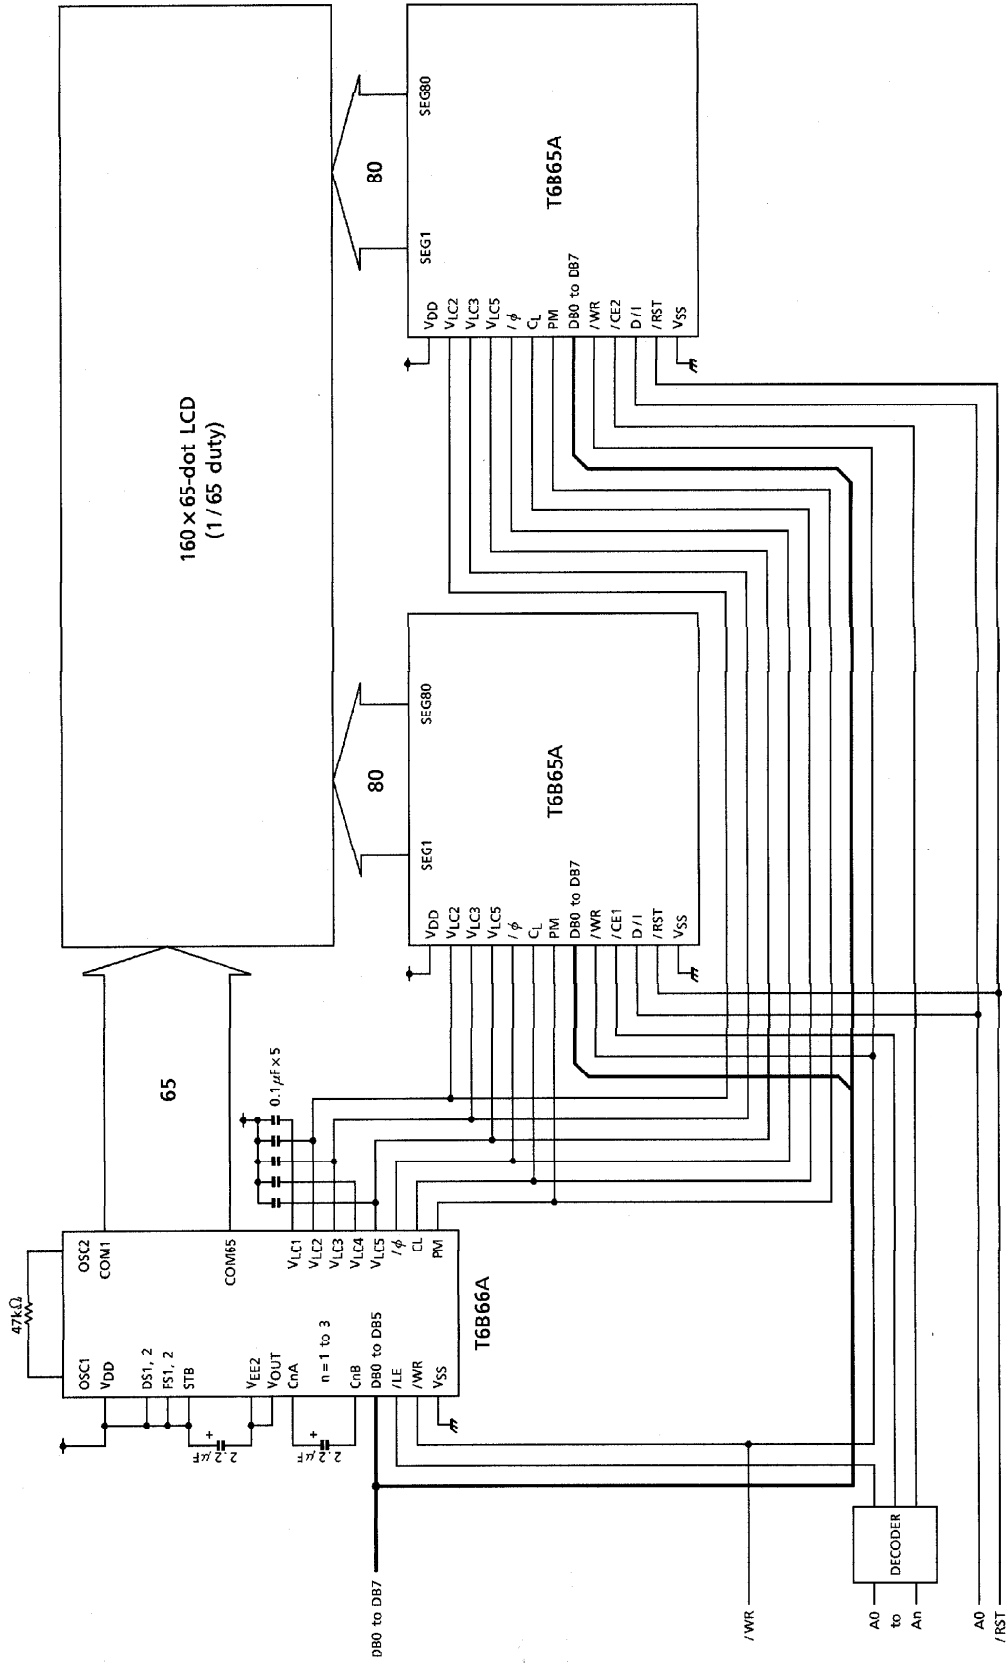 160×65-dot LCD
(1/65 duty)
65
80
80
47kΩ
OSC1
OSC2
VDD
DS1, 2
FS1, 2
STB
VEE2
VOUT
CnA
n=1 to 3
CnB
DB0 to DB5
/LE
/WR
VSS
COM1
COM65
VLC1
VLC2
VLC3
VLC4
VLC5
/ϕ
CL
PM
T6B66A
0.1μF×5
+
2.2μF
+
2.2μF
SEG1
SEG80
T6B65A
VDD
VLC2
VLC3
VLC5
/ϕ
CL
PM
DB0 to DB7
/WR
/CE1
D/I
/RST
VSS
SEG1
SEG80
T6B65A
VDD
VLC2
VLC3
VLC5
/ϕ
CL
PM
DB0 to DB7
/WR
/CE2
D/I
/RST
VSS
DB0 to DB7
/WR
DECODER
A0
to
An
A0
/RST